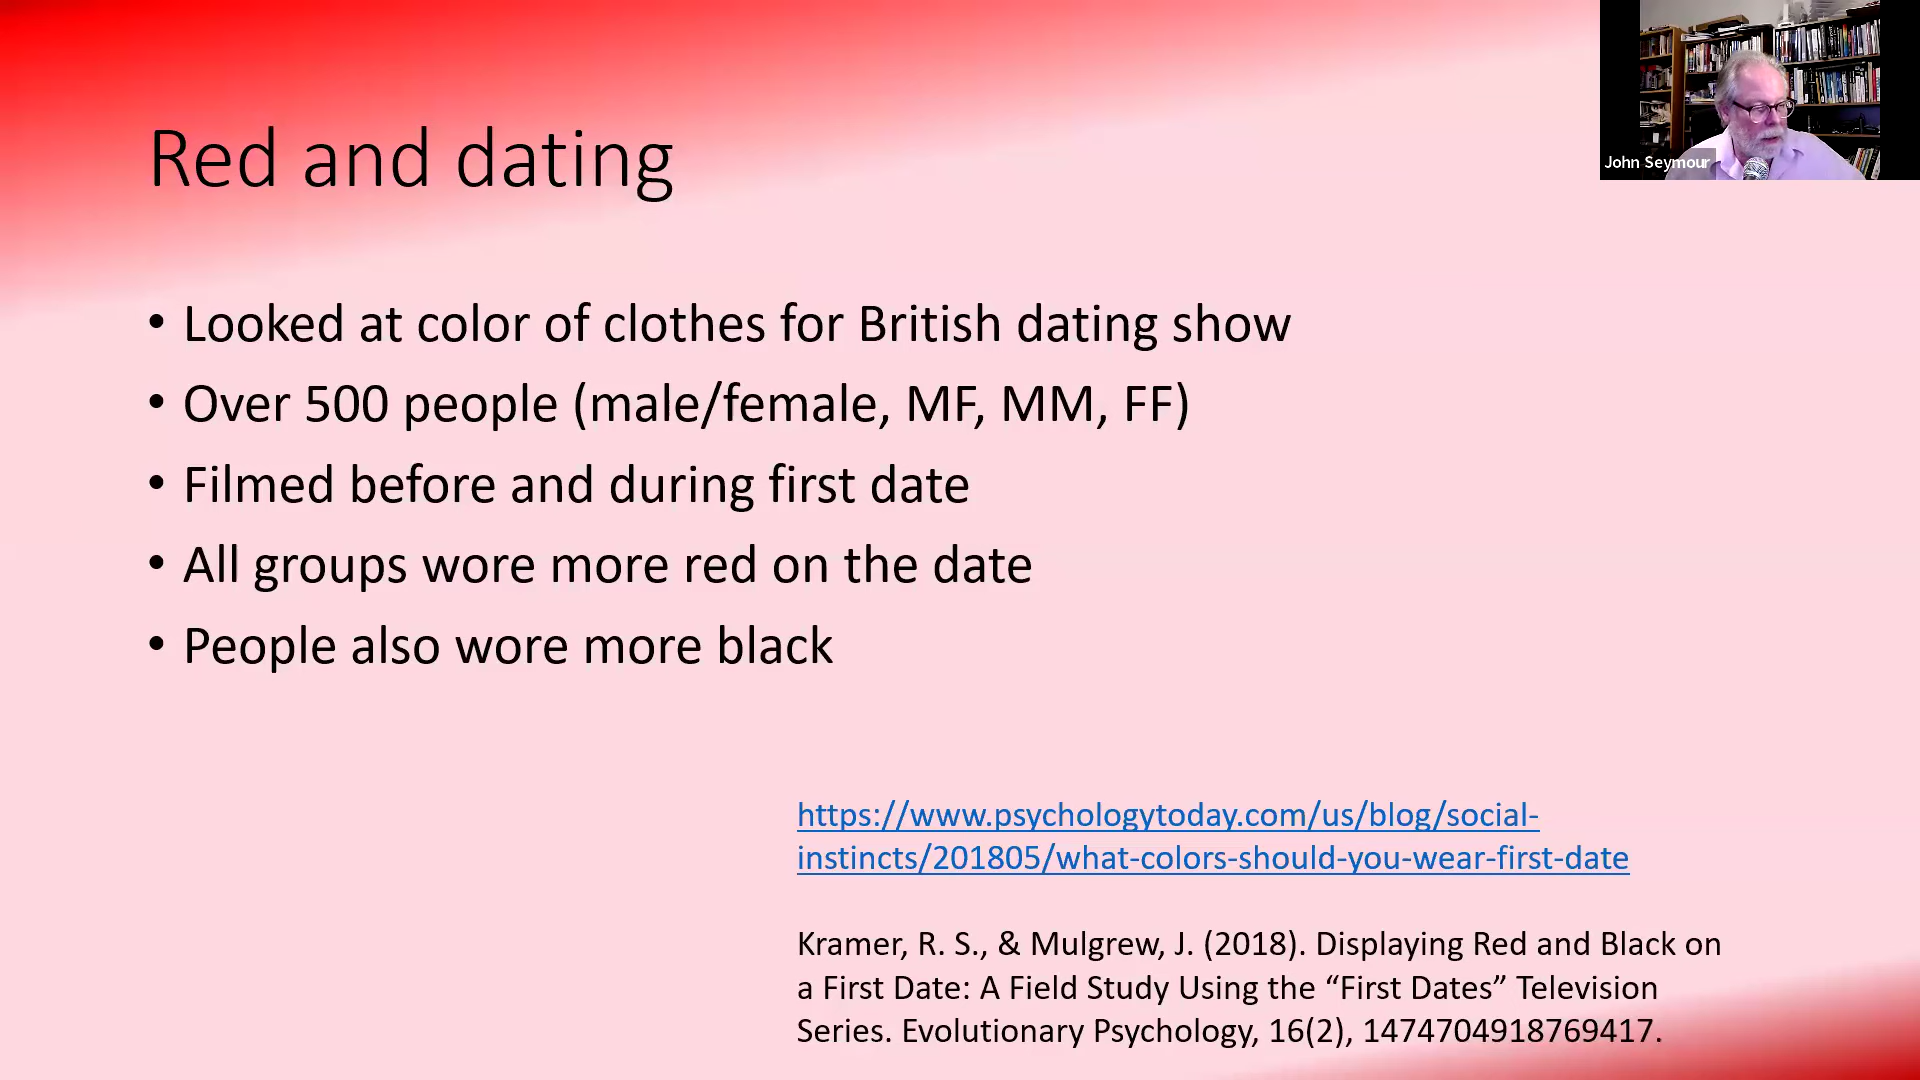 Red and dating
John Seymour
• Looked at color of clothes for British dating show
• Over 500 people (male/female, MF, MM, FF)
• Filmed before and during first date
• All groups wore more red on the date
• People also wore more black
https://www.psychologytoday.com/us/blog/social-
instincts/201805/what-colors-should-you-wear-first-date
Kramer, R. S., & Mulgrew, J. (2018). Displaying Red and Black on
a First Date: A Field Study Using the “First Dates” Television
Series. Evolutionary Psychology, 16(2), 1474704918769417.